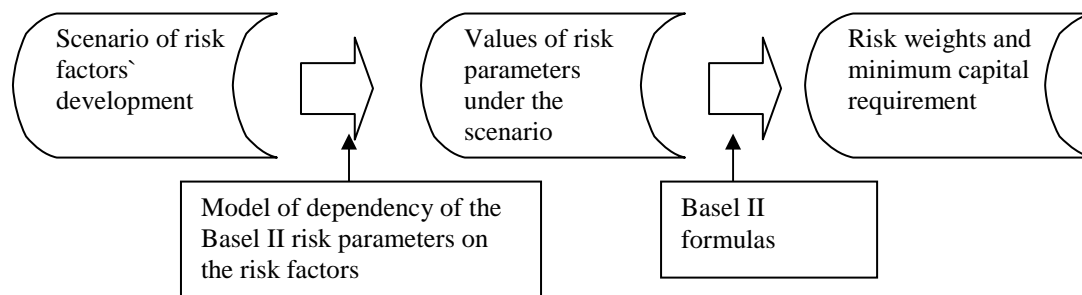 Scenario of risk
factors`
development
Values of risk
parameters
under the
scenario
Risk weights and
minimum capital
requirement
Model of dependency of the
Basel II risk parameters on
the risk factors
Basel II
formulas